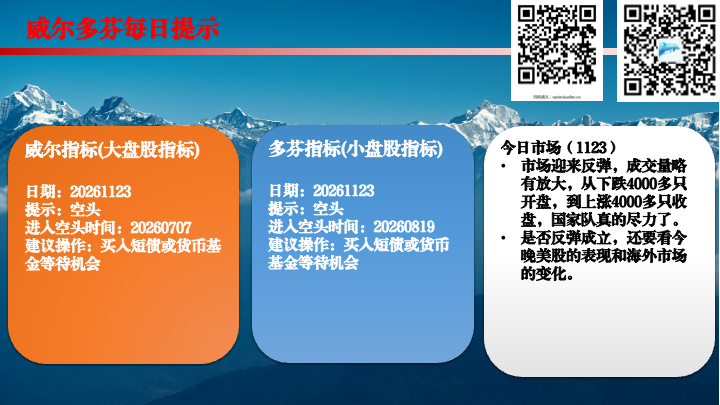 威尔多芬每日提示
威尔指标(大盘股指标)
日期：20261123
提示：空头
进入空头时间：20260707
建议操作：买入短债或货币基
金等待机会
多芬指标(小盘股指标)
日期：20261123
提示：空头
进入空头时间：20260819
建议操作：买入短债或货币
基金等待机会
今日市场（1123）
• 市场迎来反弹，成交量略
有放大，从下跌4000多只
开盘，到上涨4000多只收
盘，国家队真的尽力了。
• 是否反弹成立，还要看今
晚美股的表现和海外市场
的变化。